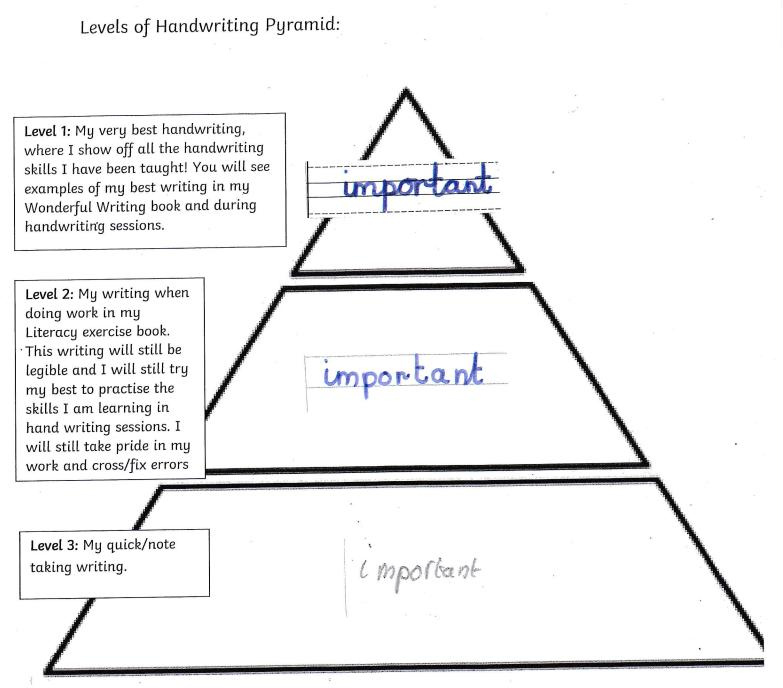 Levels of Handwriting Pyramid:
Level 1: My very best handwriting,
where I show off all the handwriting
skills I have been taught! You will see
examples of my best writing in my
Wonderful Writing book and during
handwriting sessions.
important
Level 2: My writing when
doing work in my
Literacy exercise book.
This writing will still be
legible and I will still try
my best to practise the
skills I am learning in
hand writing sessions. I
will still take pride in my
work and cross/fix errors
important
Level 3: My quick/note
taking writing.
important